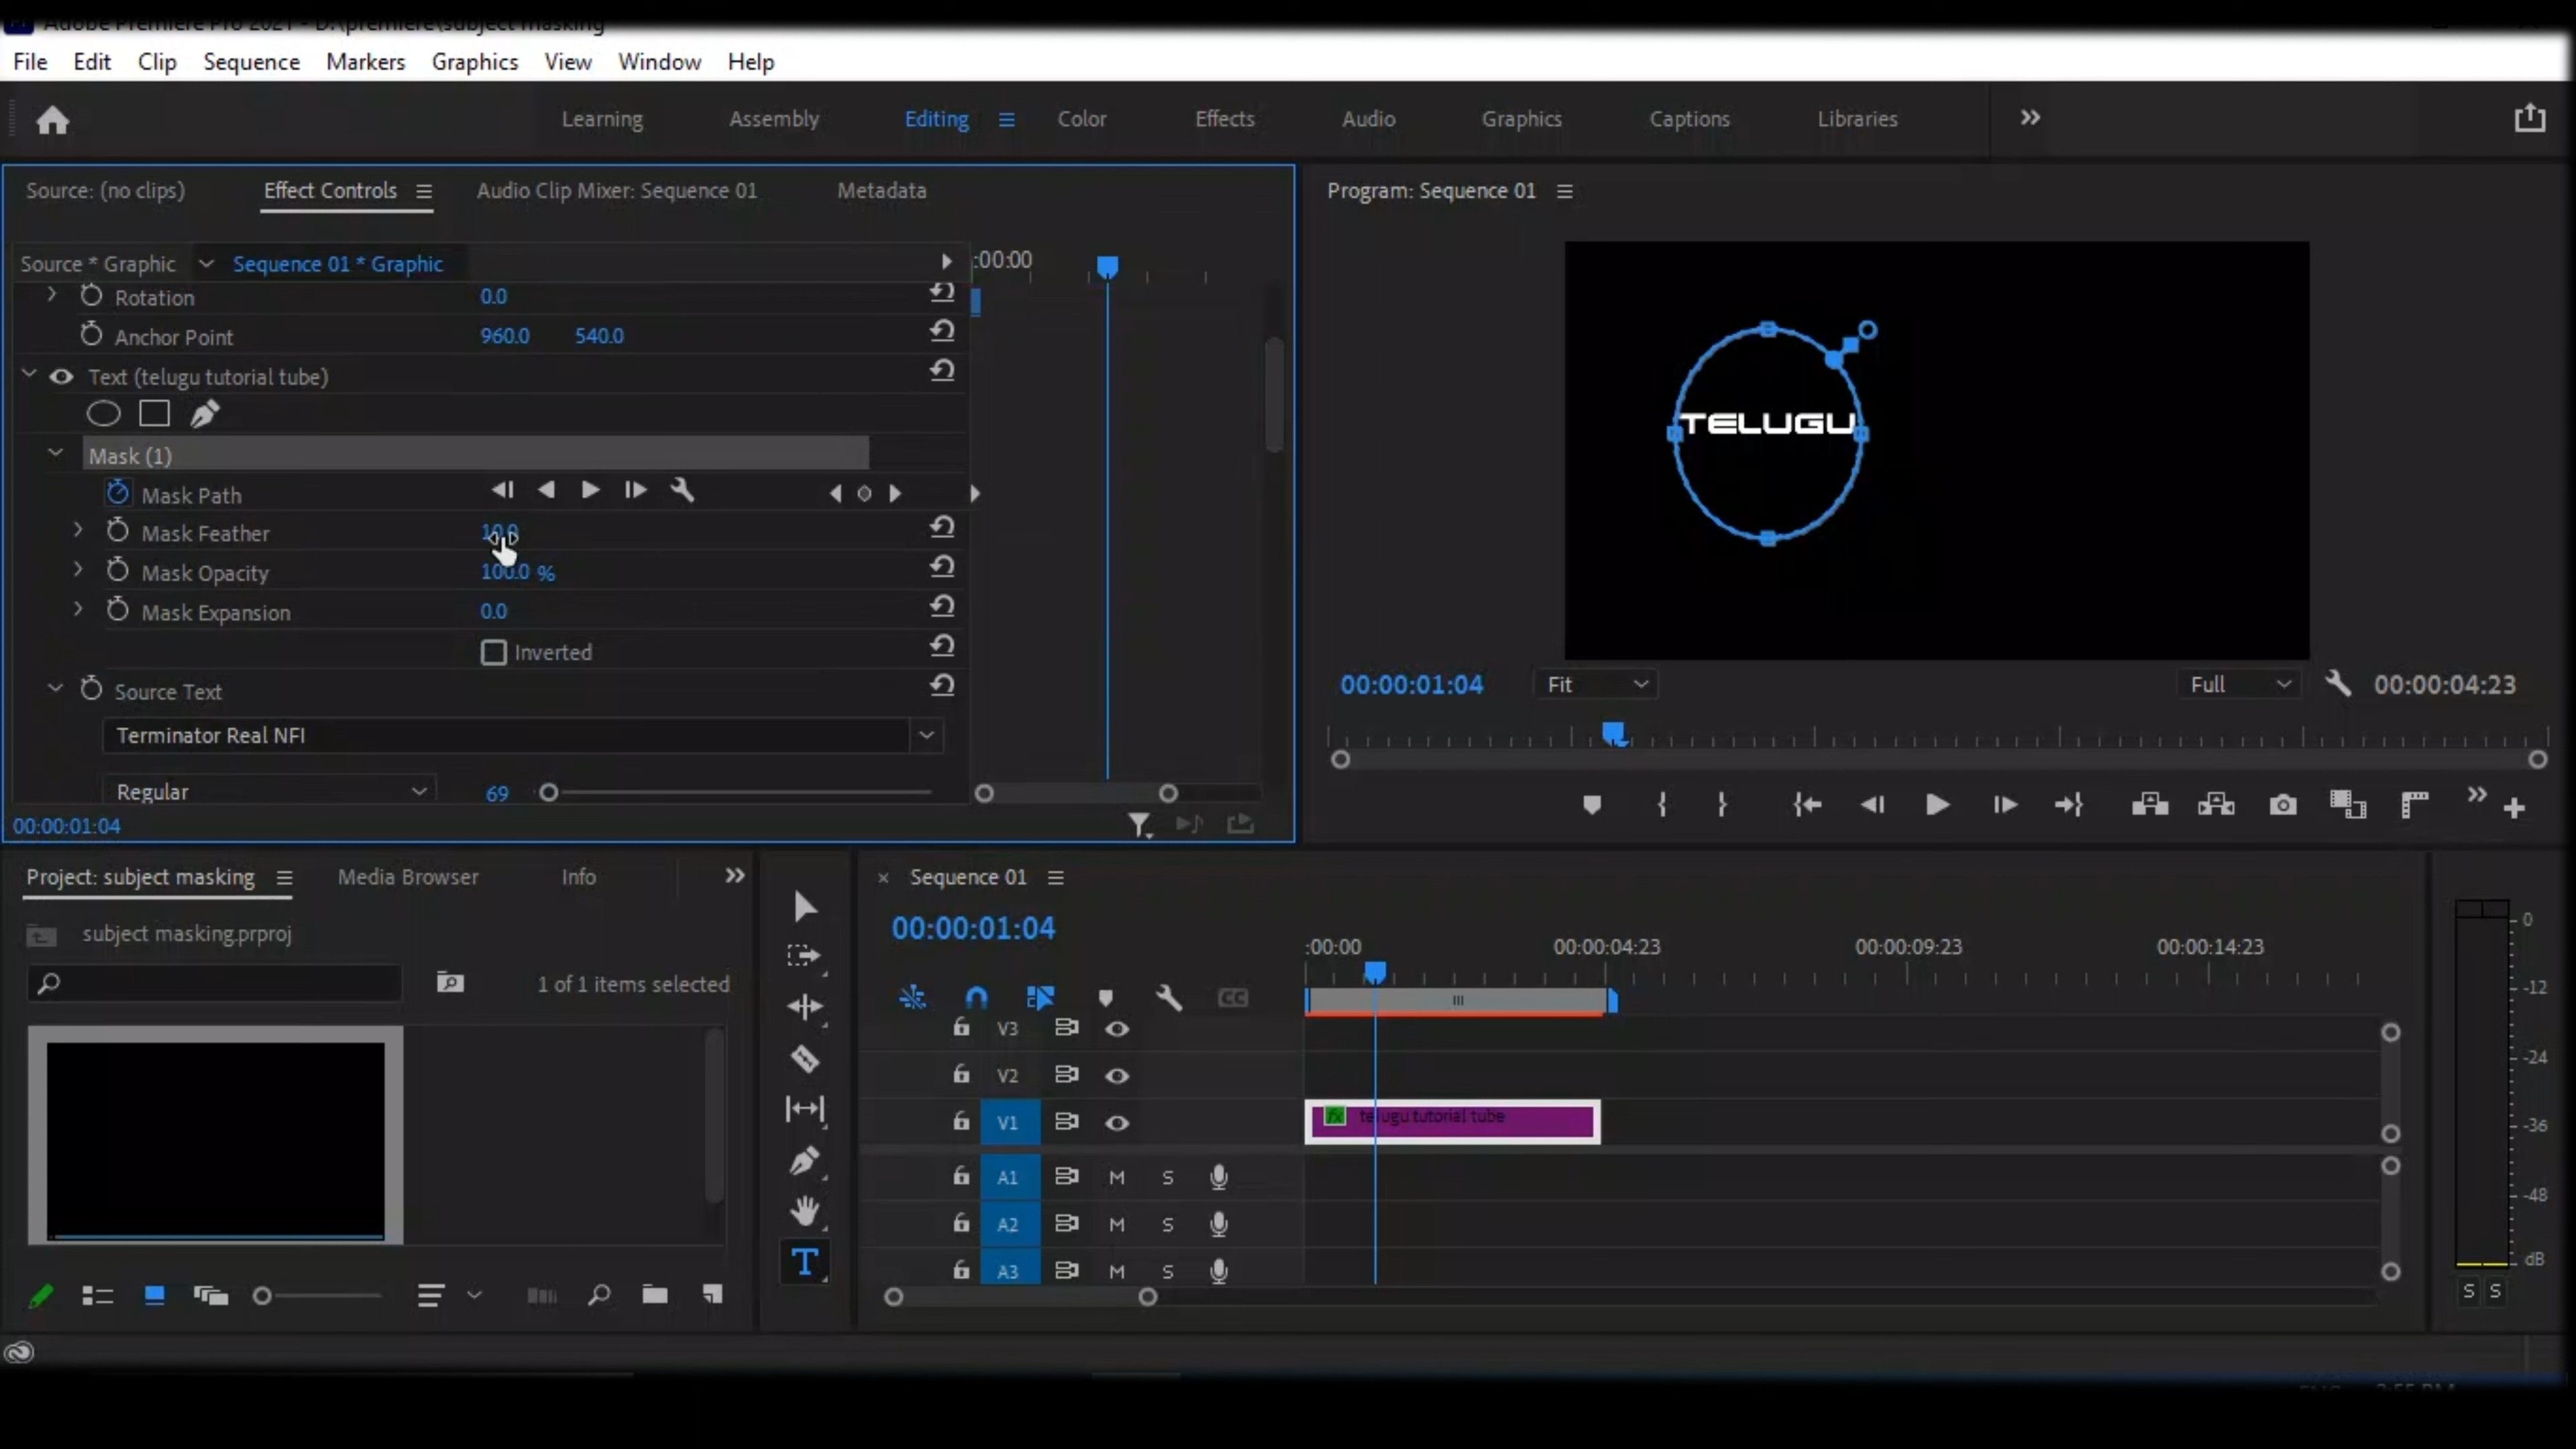 Adobe Premiere Pro 2021 - D:\premiere\subject masking
File Edit Clip Sequence Markers Graphics View Window Help
Learning Assembly Editing Color Effects Audio Graphics Captions Libraries
Source: (no clips) Effect Controls Audio Clip Mixer: Sequence 01 Metadata
Program: Sequence 01
Source * Graphic Sequence 01 * Graphic
:00:00
Rotation 0.0
Anchor Point 960.0 540.0
Text (telugu tutorial tube)
Mask (1)
Mask Path
Mask Feather 10.0
Mask Opacity 100.0 %
Mask Expansion 0.0
Inverted
Source Text
Terminator Real NFI
Regular 69
00:00:01:04
TELUGU
00:00:01:04 Fit Full 00:00:04:23
Project: subject masking Media Browser Info
subject masking.prproj
1 of 1 items selected
Sequence 01
00:00:01:04
:00:00 00:00:04:23 00:00:09:23 00:00:14:23
CC
V3
V2
V1 fx telugu tutorial tube
A1 M S
A2 M S
A3 M S
T
0
-12
-24
-36
-48
dB
S S